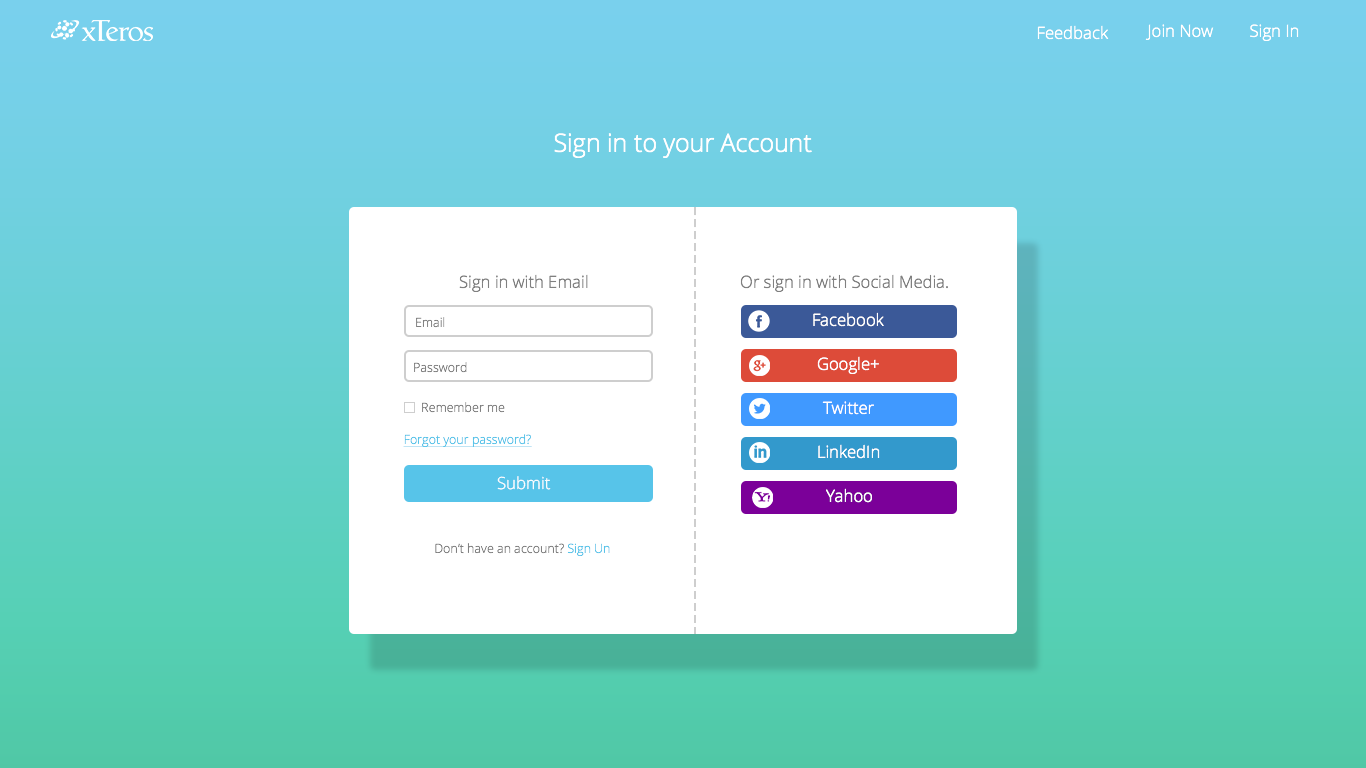 xTeros
Feedback
Join Now
Sign In
Sign in to your Account
Sign in with Email
Email
Password
Remember me
Forgot your password?
Submit
Don't have an account? Sign Un
Or sign in with Social Media.
f Facebook
g+ Google+
Twitter
in LinkedIn
Y! Yahoo